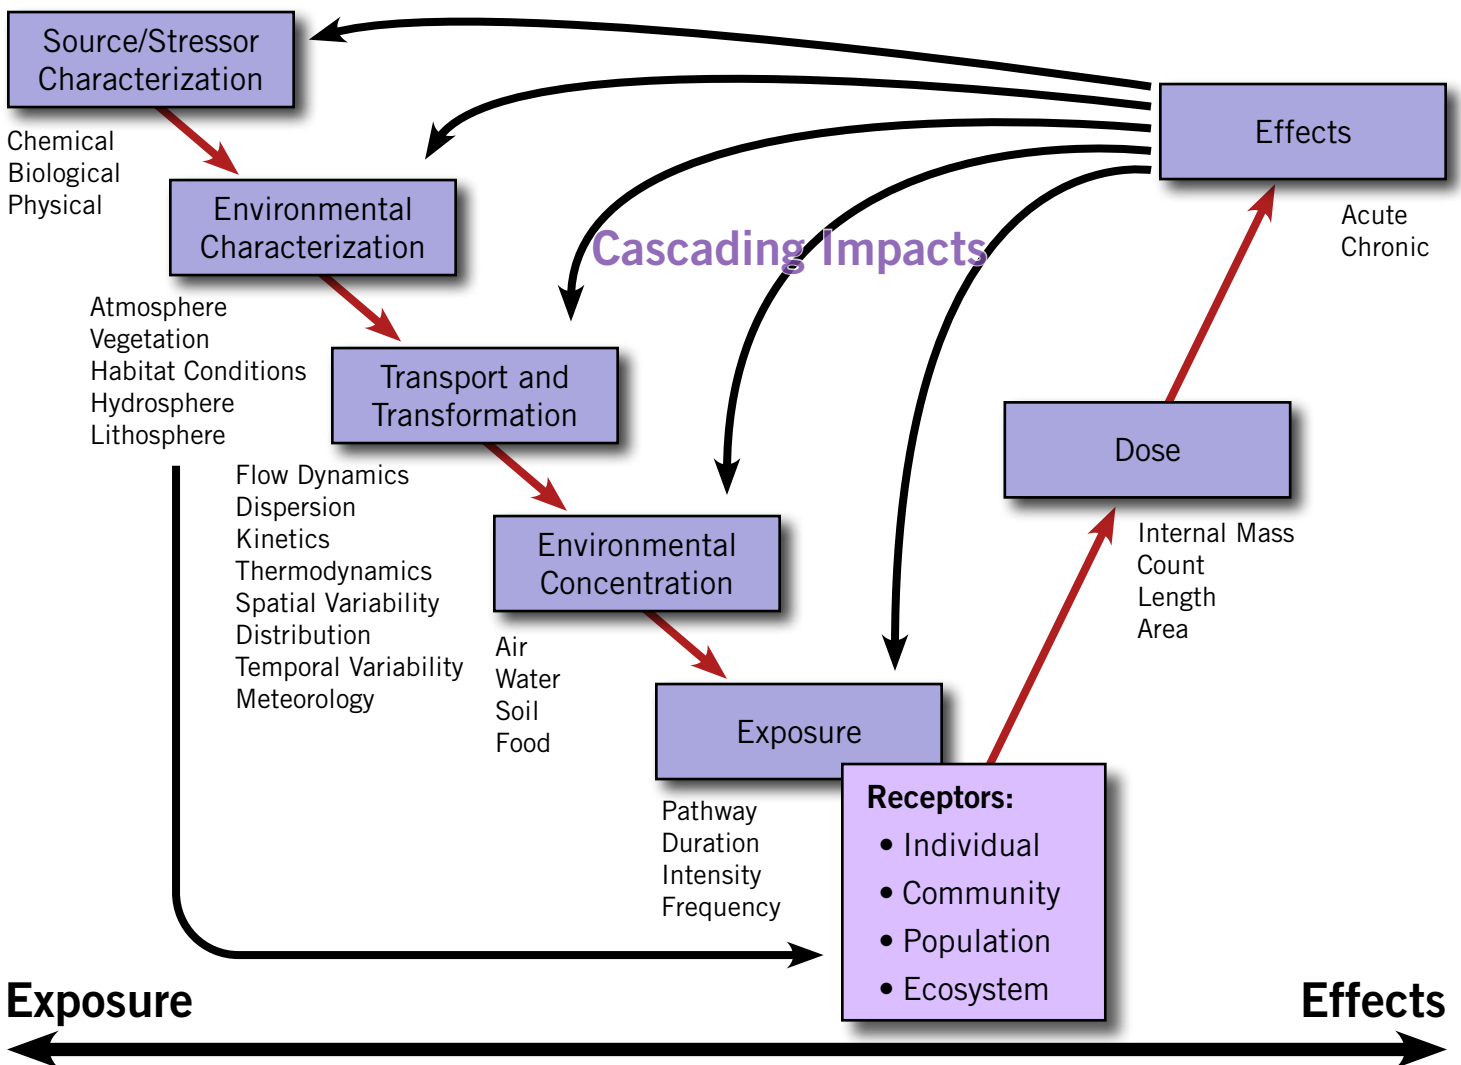 Source/Stressor
Characterization
Chemical
Biological
Physical
Environmental
Characterization
Atmosphere
Vegetation
Habitat Conditions
Hydrosphere
Lithosphere
Transport and
Transformation
Flow Dynamics
Dispersion
Kinetics
Thermodynamics
Spatial Variability
Distribution
Temporal Variability
Meteorology
Environmental
Concentration
Air
Water
Soil
Food
Exposure
Pathway
Duration
Intensity
Frequency
Receptors:
• Individual
• Community
• Population
• Ecosystem
Dose
Internal Mass
Count
Length
Area
Effects
Acute
Chronic
Cascading Impacts
Exposure
Effects